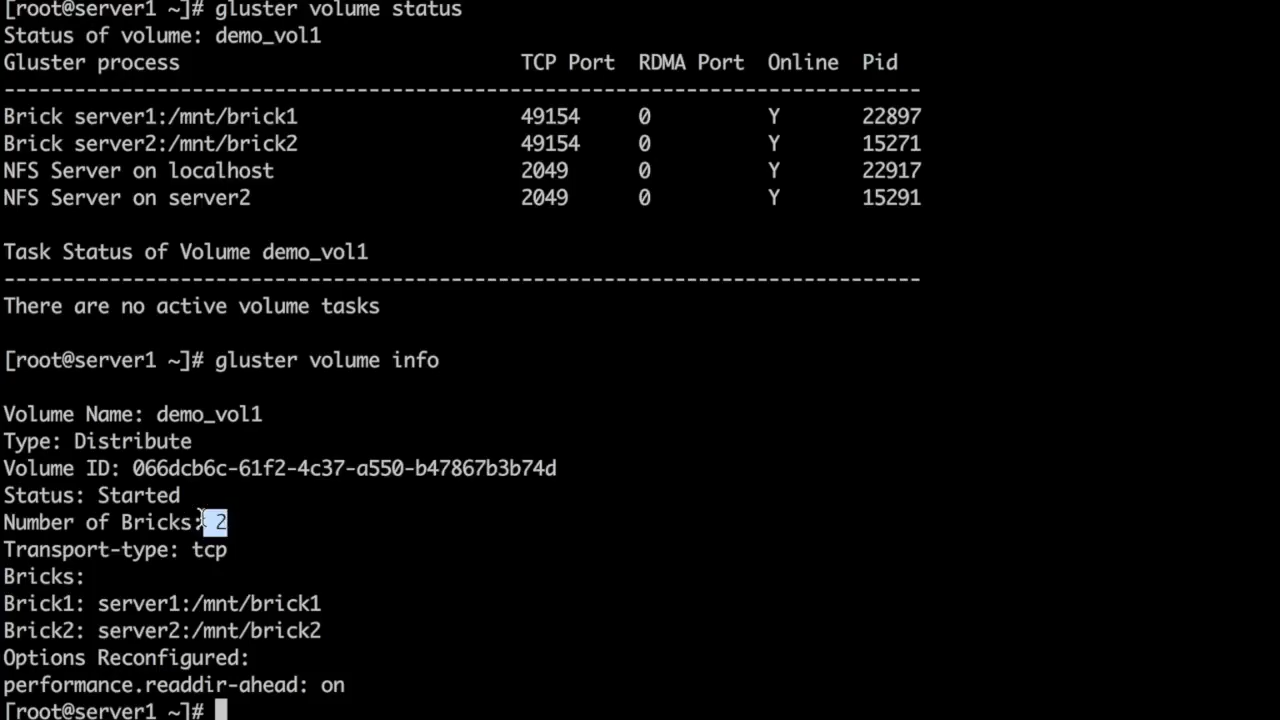 [root@server1 ~]# gluster volume status
Status of volume: demo_vol1
Gluster process TCP Port RDMA Port Online Pid
------------------------------------------------------------------------------
Brick server1:/mnt/brick1 49154 0 Y 22897
Brick server2:/mnt/brick2 49154 0 Y 15271
NFS Server on localhost 2049 0 Y 22917
NFS Server on server2 2049 0 Y 15291
Task Status of Volume demo_vol1
------------------------------------------------------------------------------
There are no active volume tasks
[root@server1 ~]# gluster volume info
Volume Name: demo_vol1
Type: Distribute
Volume ID: 066dcb6c-61f2-4c37-a550-b47867b3b74d
Status: Started
Number of Bricks: 2
Transport-type: tcp
Bricks:
Brick1: server1:/mnt/brick1
Brick2: server2:/mnt/brick2
Options Reconfigured:
performance.readdir-ahead: on
[root@server1 ~]#